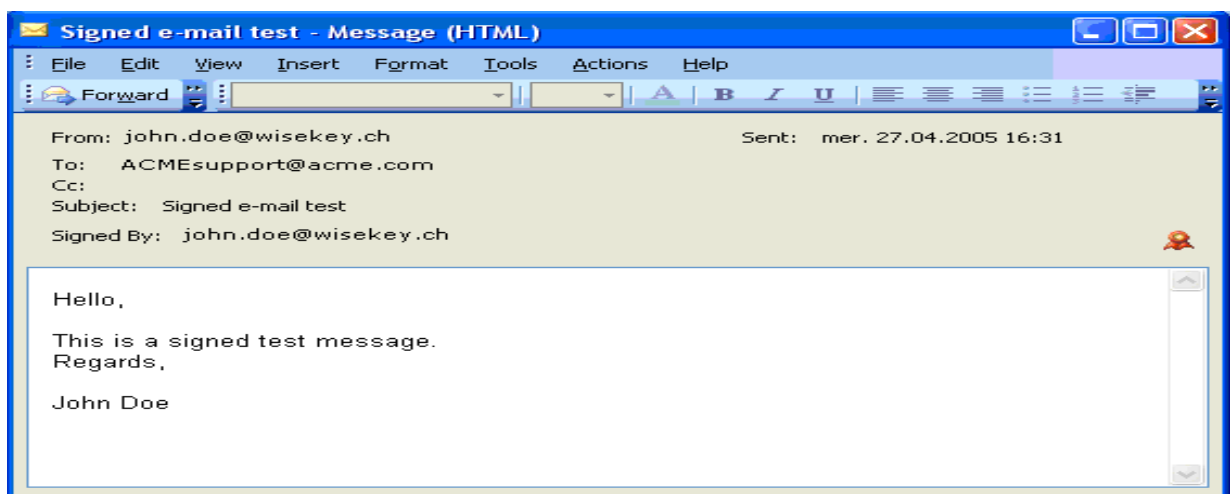 Signed e-mail test - Message (HTML)
File Edit View Insert Format Tools Actions Help
Forward A B I U
From: john.doe@wisekey.ch Sent: mer. 27.04.2005 16:31
To: ACMEsupport@acme.com
Cc:
Subject: Signed e-mail test
Signed By: john.doe@wisekey.ch
Hello,
This is a signed test message.
Regards,
John Doe